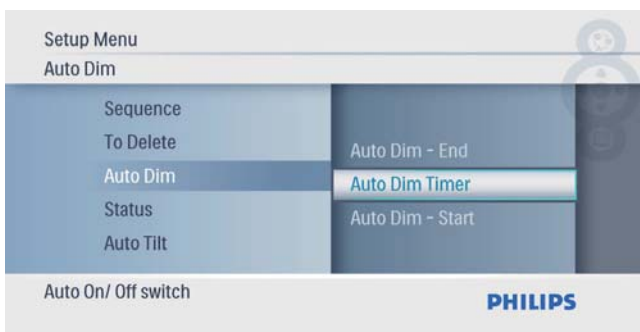 Setup Menu
Auto Dim
Sequence
To Delete
Auto Dim
Status
Auto Tilt
Auto Dim - End
Auto Dim Timer
Auto Dim - Start
Auto On/ Off switch
PHILIPS